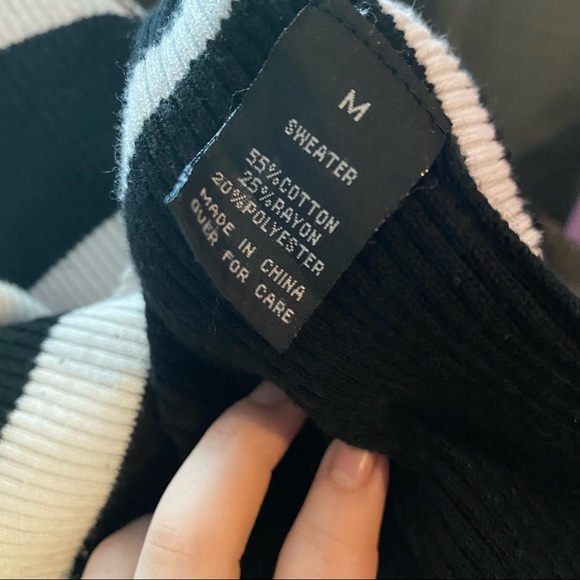 M
SWEATER
55%COTTON
25%RAYON
20%POLYESTER
MADE IN CHINA
OVER FOR CARE